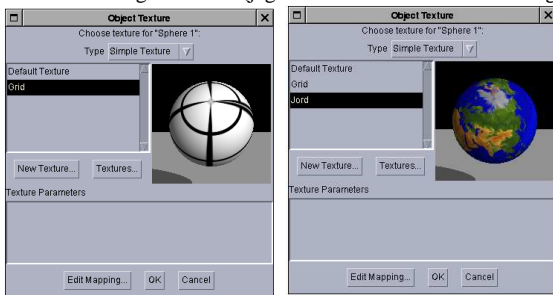 Object Texture
Choose texture for "Sphere 1":
Type Simple Texture
Default Texture
Grid
New Texture... Textures...
Texture Parameters
Edit Mapping... OK Cancel
Object Texture
Choose texture for "Sphere 1":
Type Simple Texture
Default Texture
Grid
Jord
New Texture... Textures...
Texture Parameters
Edit Mapping... OK Cancel